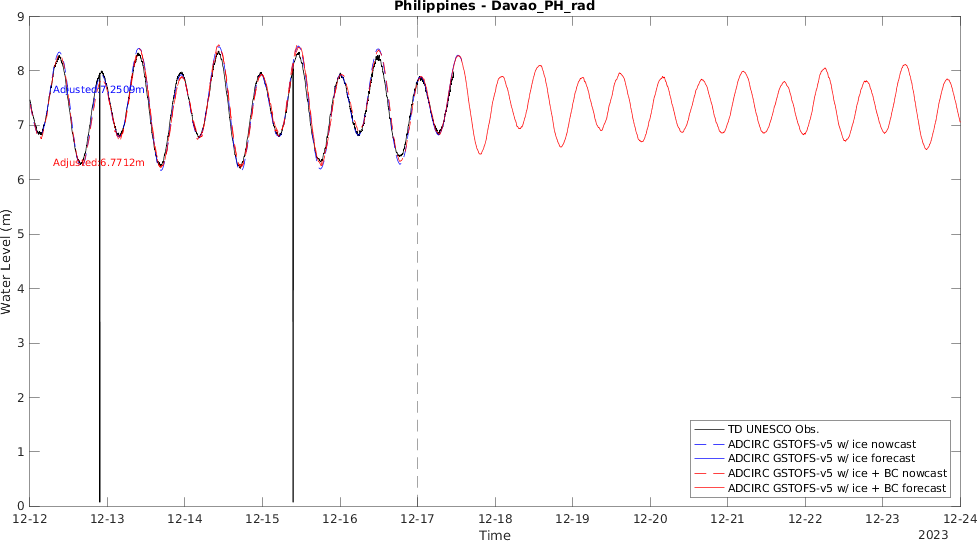 Philippines - Davao_PH_rad
9
8
7
6
5
4
3
2
1
0
Water Level (m)
Adjusted:7.2509m
Adjusted:6.7712m
TD UNESCO Obs.
ADCIRC GSTOFS-v5 w/ ice nowcast
ADCIRC GSTOFS-v5 w/ ice forecast
ADCIRC GSTOFS-v5 w/ ice + BC nowcast
ADCIRC GSTOFS-v5 w/ ice + BC forecast
12-12 12-13 12-14 12-15 12-16 12-17 12-18 12-19 12-20 12-21 12-22 12-23 12-24
Time
2023